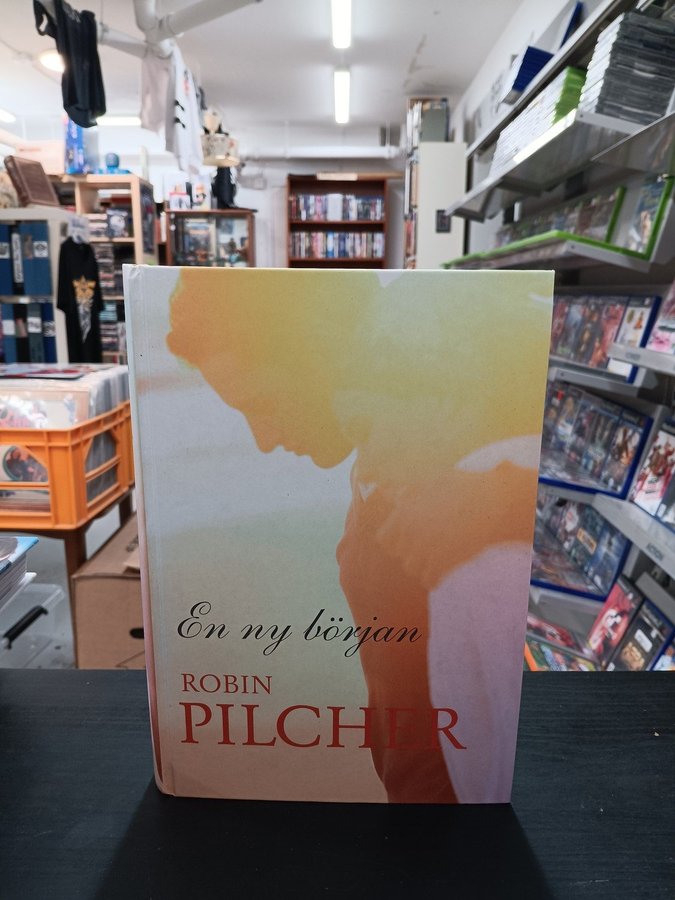 En ny början
ROBIN
PILCHER